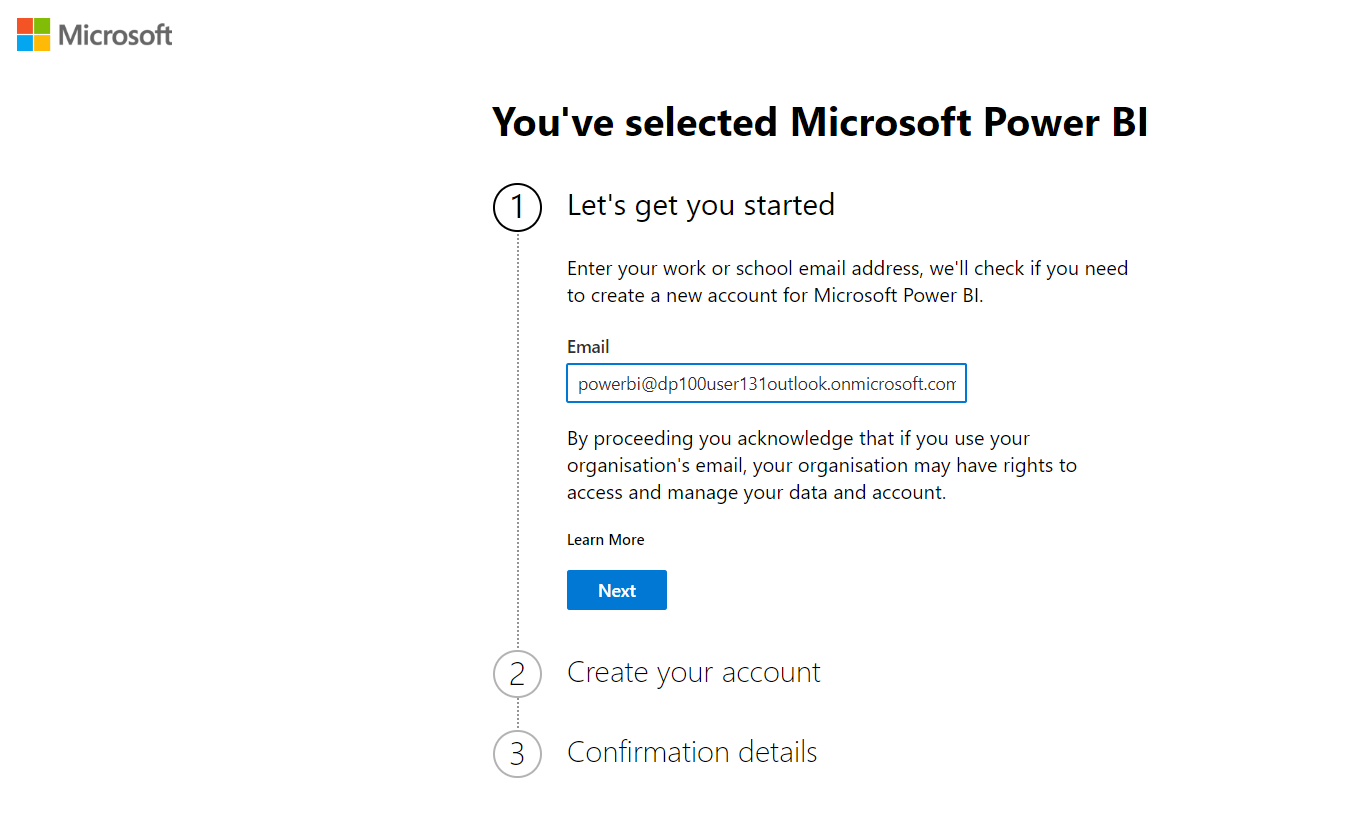 Microsoft
You've selected Microsoft Power BI
1 Let's get you started
Enter your work or school email address, we'll check if you need
to create a new account for Microsoft Power BI.
Email
powerbi@dp100user131outlook.onmicrosoft.com
By proceeding you acknowledge that if you use your
organisation's email, your organisation may have rights to
access and manage your data and account.
Learn More
Next
2 Create your account
3 Confirmation details